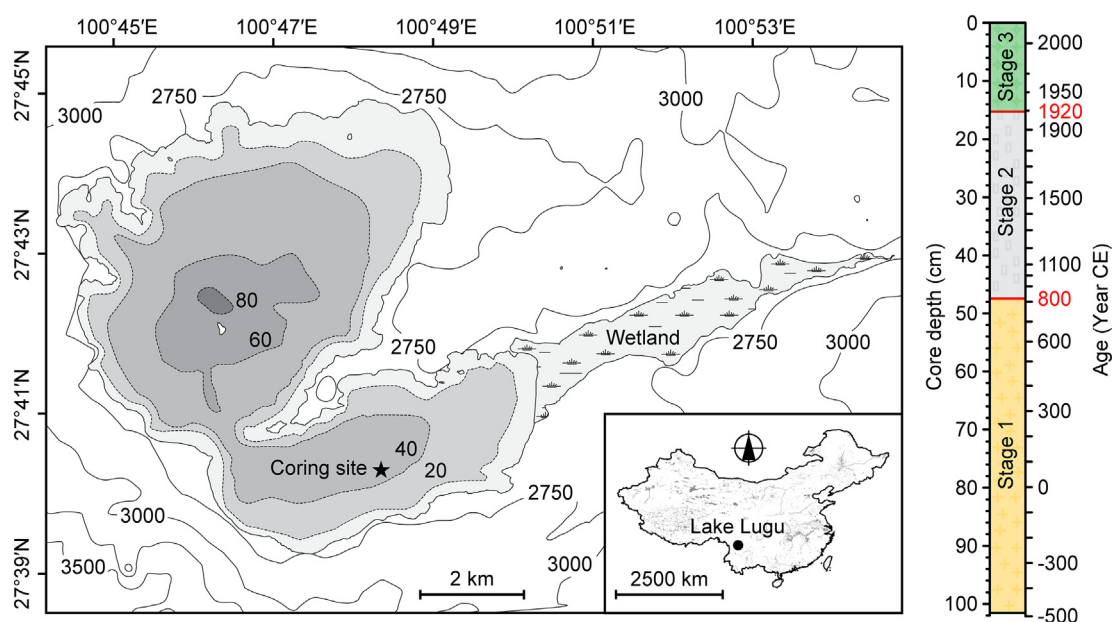 100°45′E 100°47′E 100°49′E 100°51′E 100°53′E
27°45′N
27°43′N
27°41′N
27°39′N
3000
2750
2750
3000
80
60
2750
Wetland
2750
3000
40
20
Coring site
2750
3000
3500
3000
2 km
Lake Lugu
2500 km
Core depth (cm)
0
10
20
30
40
50
60
70
80
90
100
Stage 3
Stage 2
Stage 1
2000
1950
1920
1900
1500
1100
800
600
300
0
-300
-500
Age (Year CE)